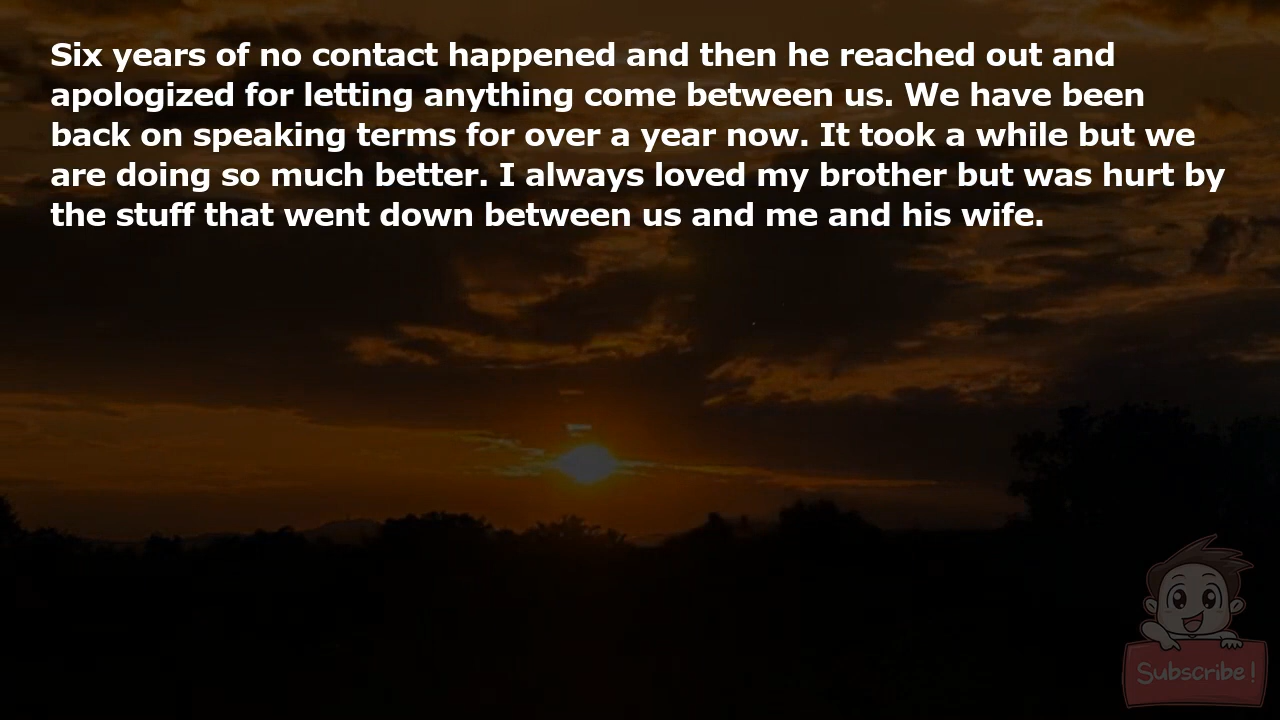 Six years of no contact happened and then he reached out and
apologized for letting anything come between us. We have been
back on speaking terms for over a year now. It took a while but we
are doing so much better. I always loved my brother but was hurt by
the stuff that went down between us and me and his wife.
Subscribe!